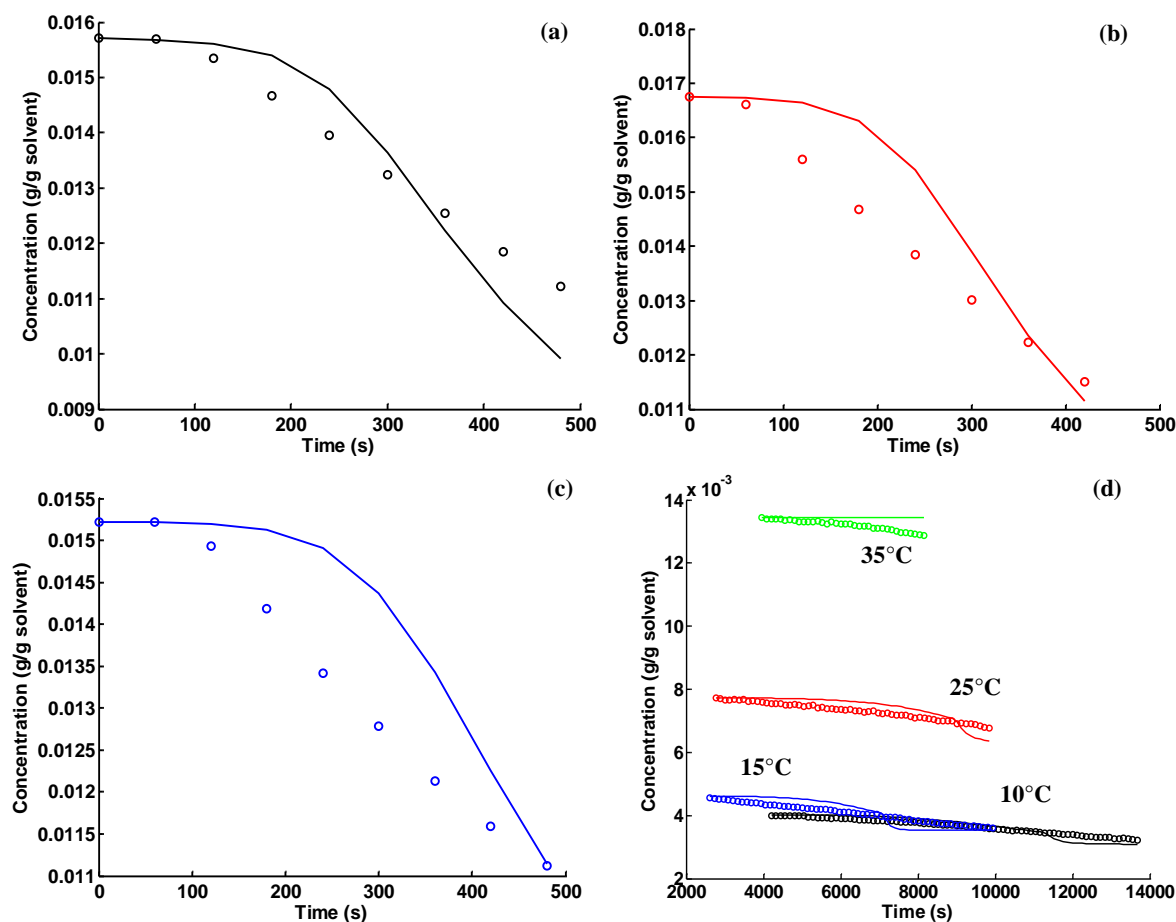 (a)
0.016
0.015
0.014
0.013
0.012
0.011
0.01
0.009
0 100 200 300 400 500
Concentration (g/g solvent)
Time (s)
(b)
0.018
0.017
0.016
0.015
0.014
0.013
0.012
0.011
0 100 200 300 400 500
Concentration (g/g solvent)
Time (s)
(c)
0.0155
0.015
0.0145
0.014
0.0135
0.013
0.0125
0.012
0.0115
0.011
0 100 200 300 400 500
Concentration (g/g solvent)
Time (s)
(d)
x 10-3
14
12
10
8
6
4
2
2000 4000 6000 8000 10000 12000 14000
Concentration (g/g solvent)
Time (s)
35°C
25°C
15°C
10°C